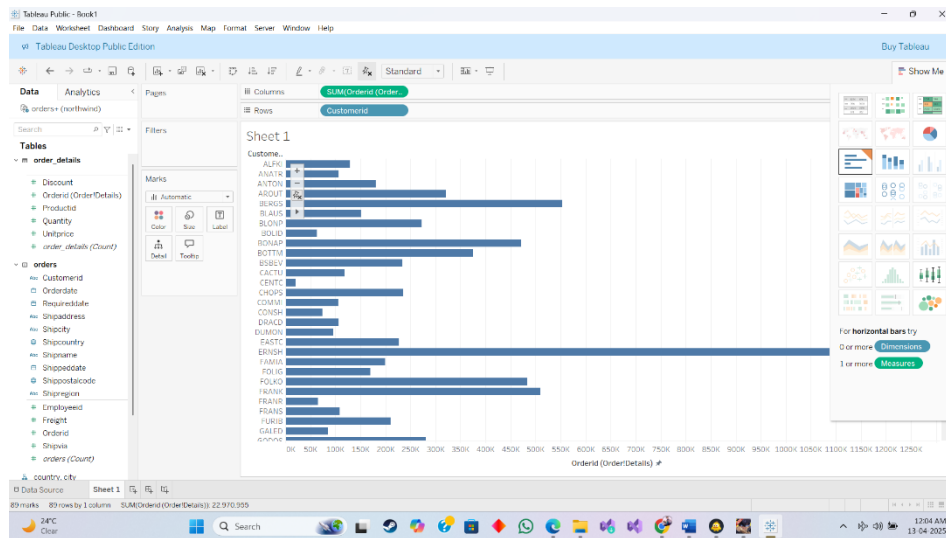 Tableau Public - Book1
File Data Worksheet Dashboard Story Analysis Map Format Server Window Help
Tableau Desktop Public Edition
Buy Tableau
Standard
Show Me
Data Analytics
orders+ (northwind)
Search
Tables
order_details
Discount
Orderid (Order!Details)
Productid
Quantity
Unitprice
order_details (Count)
orders
Abc Customerid
Orderdate
Requireddate
Abc Shipaddress
Abc Shipcity
Shipcountry
Abc Shipname
Shippeddate
Shippostalcode
Abc Shipregion
Employeeid
Freight
Orderid
Shipvia
orders (Count)
country, city
Pages
Filters
Marks
Automatic
Color Size Label
Detail Tooltip
Columns SUM(Orderid (Order..
Rows Customerid
Sheet 1
Custome..
ALFKI
ANATR
ANTON
AROUT
BERGS
BLAUS
BLONP
BOLID
BONAP
BOTTM
BSBEV
CACTU
CENTC
CHOPS
COMMI
CONSH
DRACD
DUMON
EASTC
ERNSH
FAMIA
FOLIG
FOLKO
FRANK
FRANR
FRANS
FURIB
GALED
GODOS
0K 50K 100K 150K 200K 250K 300K 350K 400K 450K 500K 550K 600K 650K 700K 750K 800K 850K 900K 950K 1000K 1050K 1100K 1150K 1200K 1250K
Orderid (Order!Details)
For horizontal bars try
0 or more Dimensions
1 or more Measures
Data Source Sheet 1
89 marks 89 rows by 1 column SUM(Orderid (Order!Details)): 22,970,955
24°C
Clear
Search
12:04 AM
13-04-2025